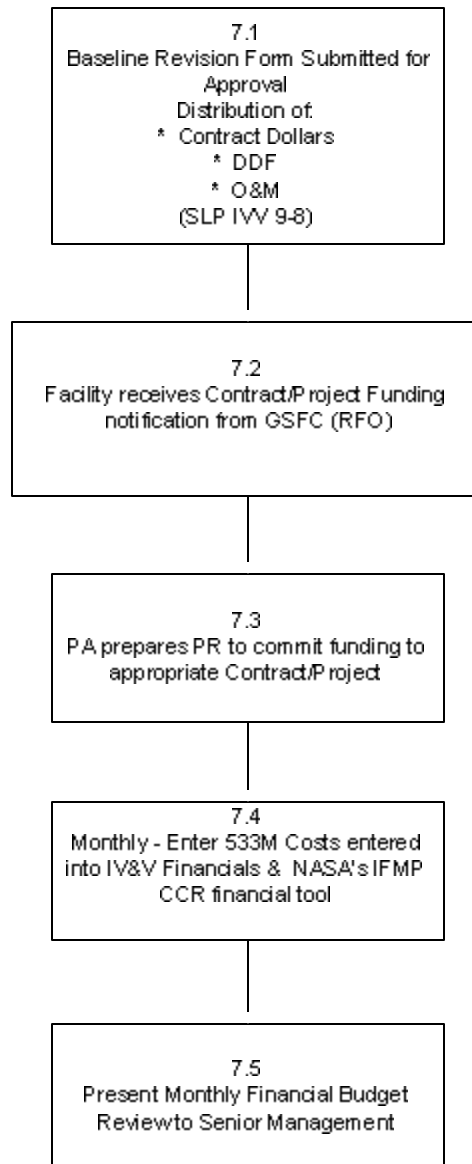 7.1
Baseline Revision Form Submitted for
Approval
Distribution of:
* Contract Dollars
* DDF
* O&M
(SLP IVV 9-8)
7.2
Facility receives Contract/Project Funding
notification from GSFC (RFO)
7.3
PA prepares PR to commit funding to
appropriate Contract/Project
7.4
Monthly - Enter 533M Costs entered
into IV&V Financials & NASA's IFMP
CCR financial tool
7.5
Present Monthly Financial Budget
Review to Senior Management